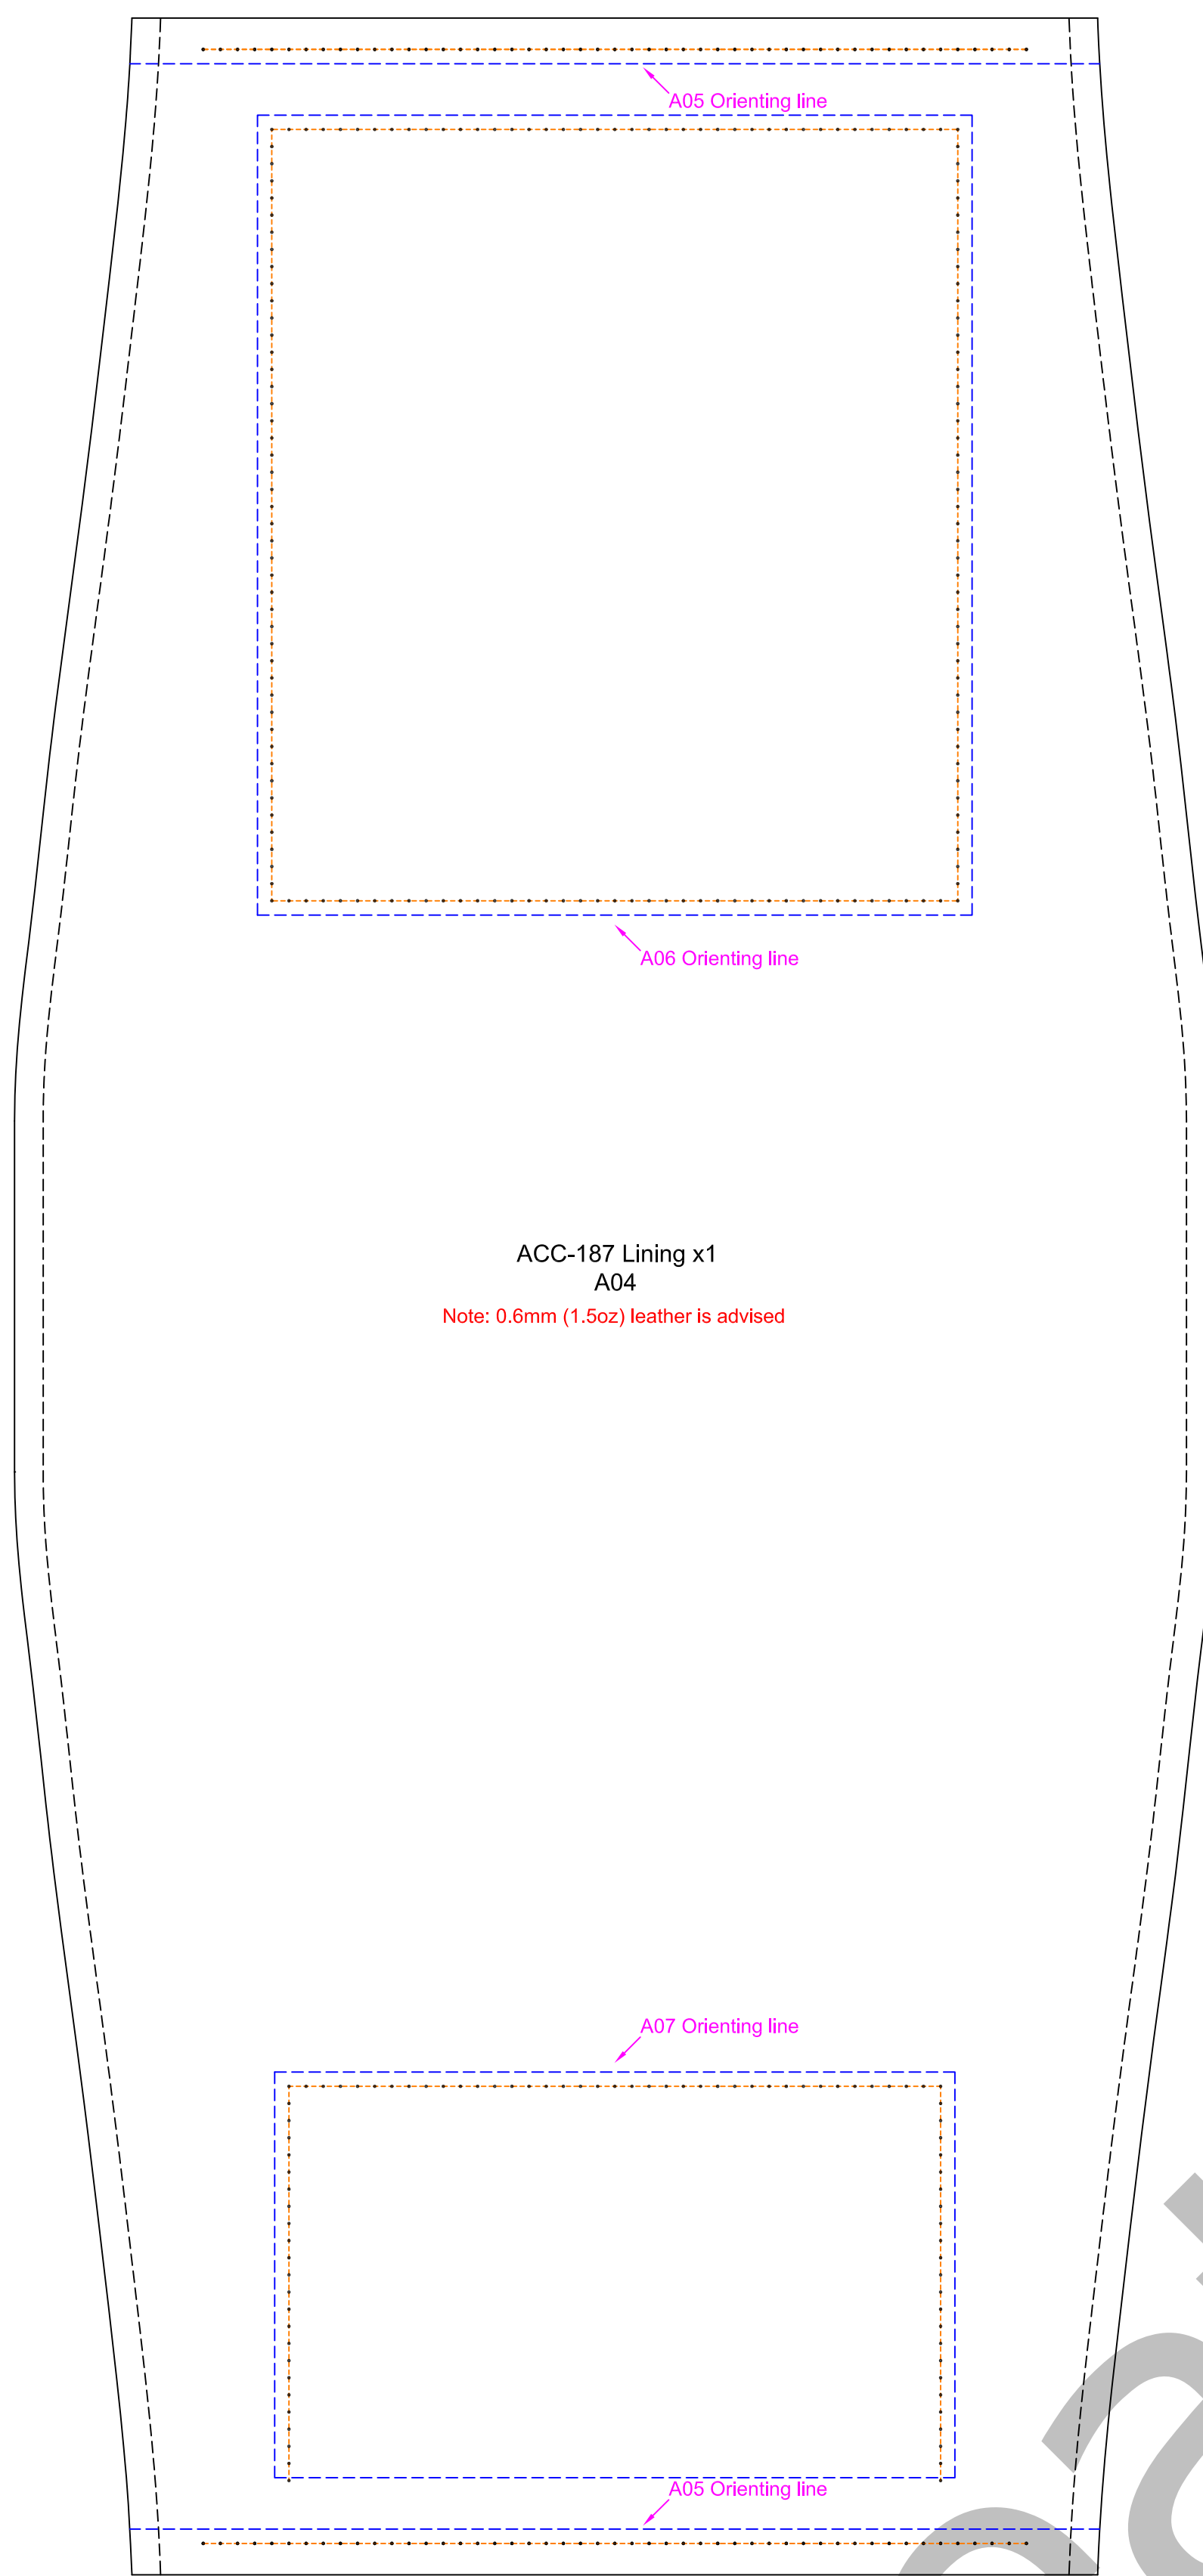 A05 Orienting line
A06 Orienting line
ACC-187 Lining x1
A04
Note: 0.6mm (1.5oz) leather is advised
A07 Orienting line
A05 Orienting line